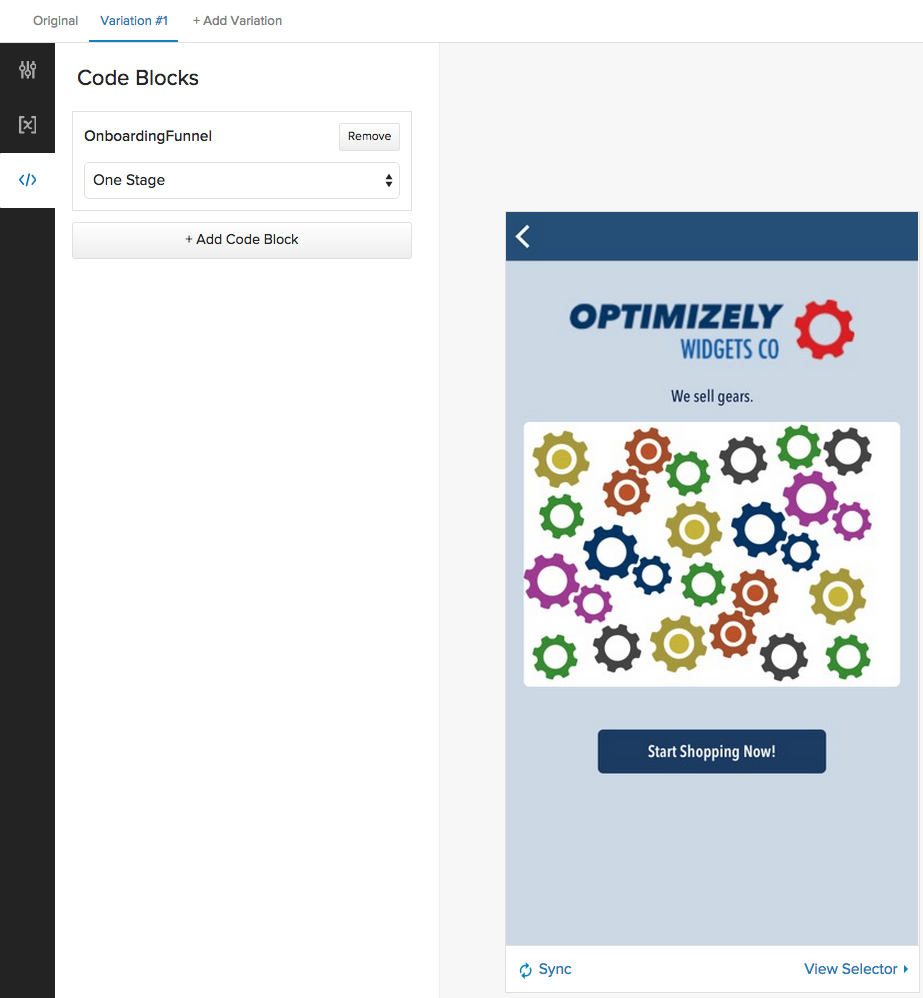 Original Variation #1 + Add Variation
Code Blocks
OnboardingFunnel Remove
One Stage
+ Add Code Block
OPTIMIZELY
WIDGETS CO
We sell gears.
Start Shopping Now!
Sync View Selector